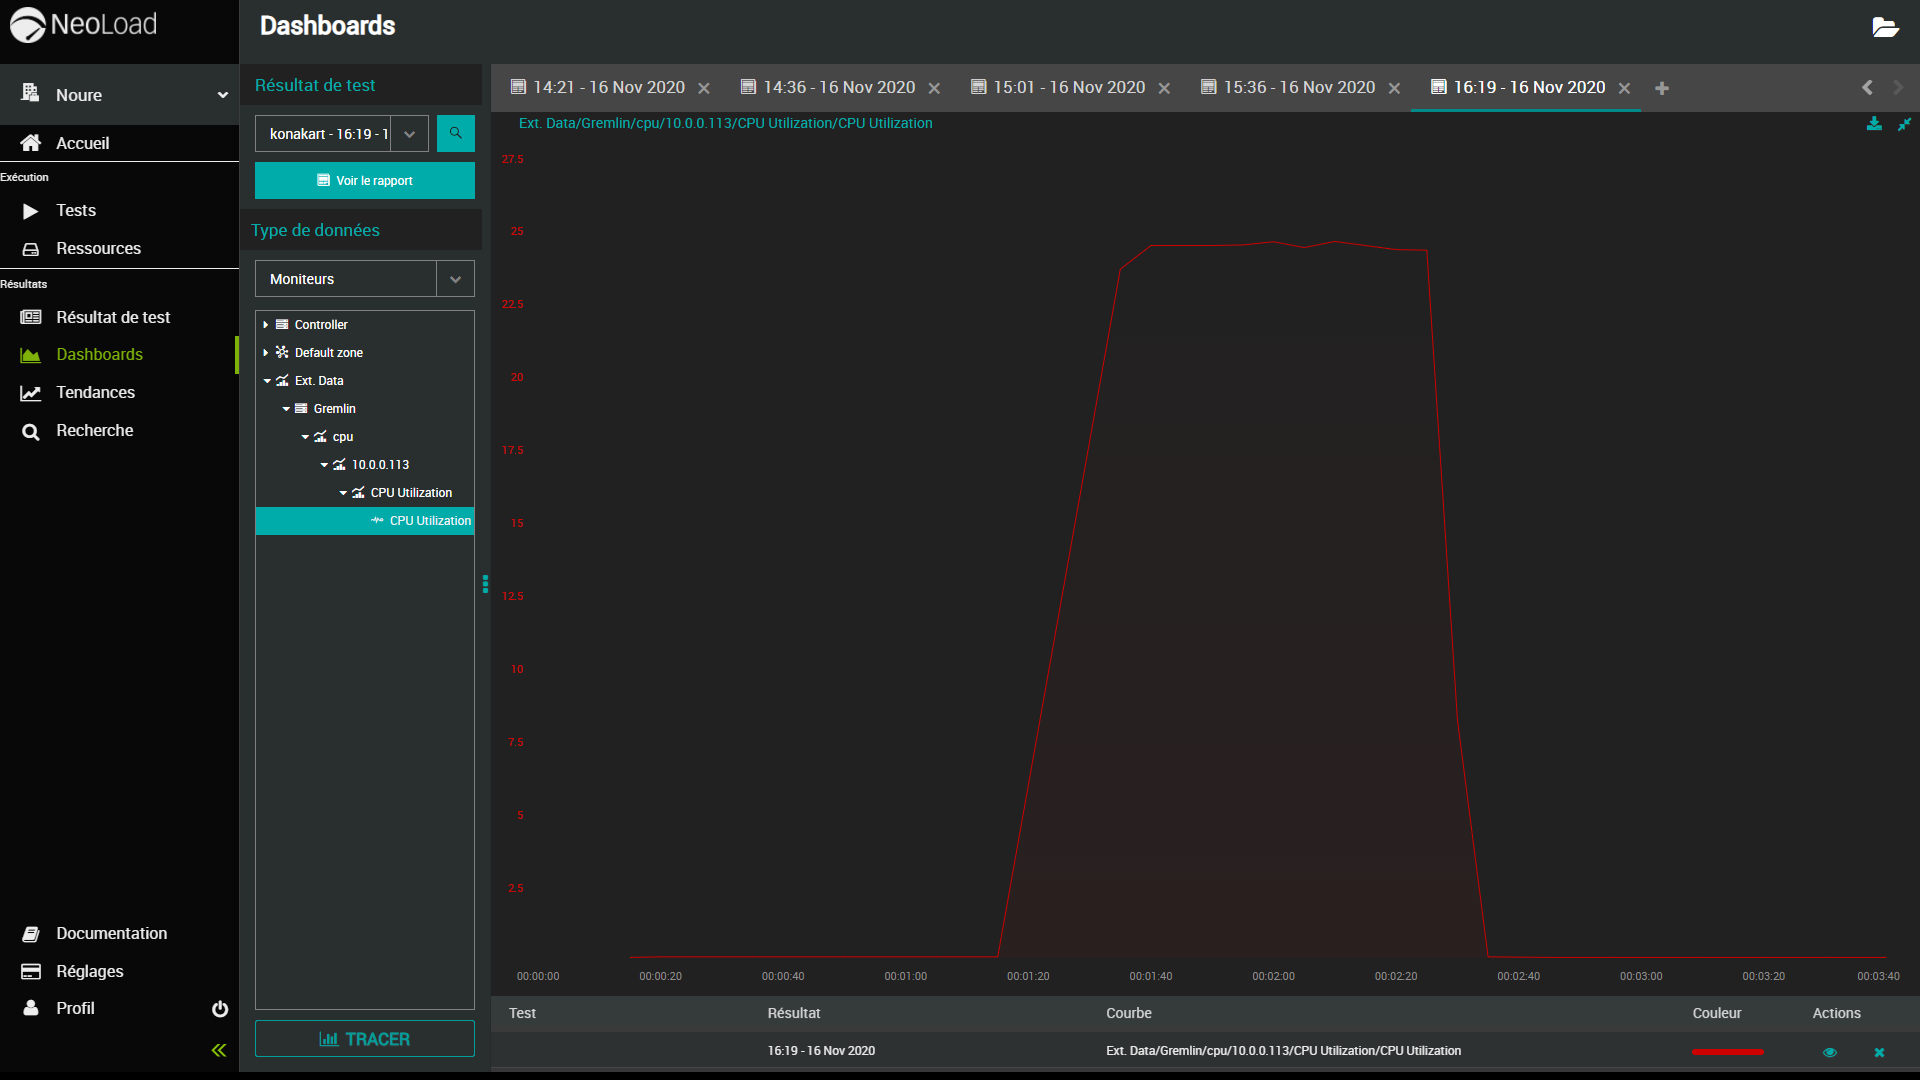 NeoLoad
Dashboards
Noure
Accueil
Exécution
Tests
Ressources
Résultats
Résultat de test
Dashboards
Tendances
Recherche
Documentation
Réglages
Profil
Résultat de test
konakart - 16:19 - 1
Voir le rapport
Type de données
Moniteurs
Controller
Default zone
Ext. Data
Gremlin
cpu
10.0.0.113
CPU Utilization
CPU Utilization
TRACER
14:21 - 16 Nov 2020
14:36 - 16 Nov 2020
15:01 - 16 Nov 2020
15:36 - 16 Nov 2020
16:19 - 16 Nov 2020
Ext. Data/Gremlin/cpu/10.0.0.113/CPU Utilization/CPU Utilization
27.5
25
22.5
20
17.5
15
12.5
10
7.5
5
2.5
00:00:00 00:00:20 00:00:40 00:01:00 00:01:20 00:01:40 00:02:00 00:02:20 00:02:40 00:03:00 00:03:20 00:03:40
Test Résultat Courbe Couleur Actions
16:19 - 16 Nov 2020 Ext. Data/Gremlin/cpu/10.0.0.113/CPU Utilization/CPU Utilization